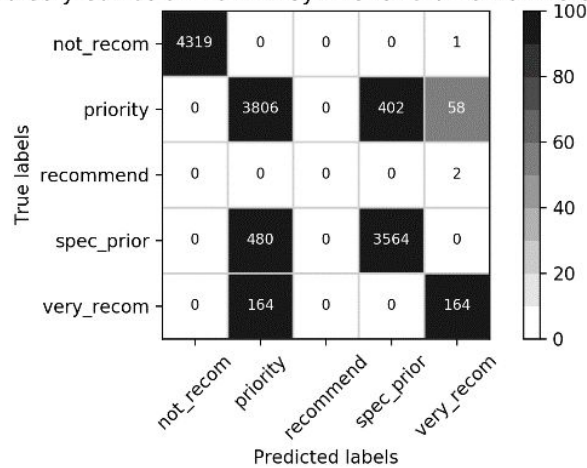 not_recom 4319 0 0 0 1
priority 0 3806 0 402 58
recommend 0 0 0 0 2
spec_prior 0 480 0 3564 0
very_recom 0 164 0 0 164
True labels
not_recom priority recommend spec_prior very_recom
Predicted labels
100
80
60
40
20
0